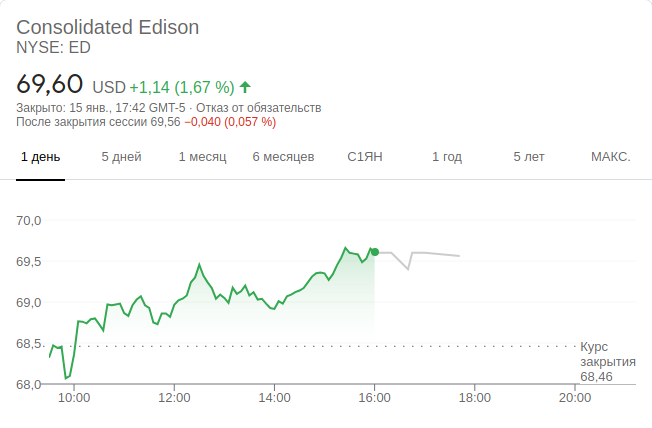 Consolidated Edison
NYSE: ED
69,60 USD +1,14 (1,67 %)
Закрыто: 15 янв., 17:42 GMT-5 · Отказ от обязательств
После закрытия сессии 69,56 −0,040 (0,057 %)
1 день 5 дней 1 месяц 6 месяцев С1ЯН 1 год 5 лет МАКС.
70,0
69,5
69,0
68,5
68,0
Курс
закрытия
68,46
10:00 12:00 14:00 16:00 18:00 20:00